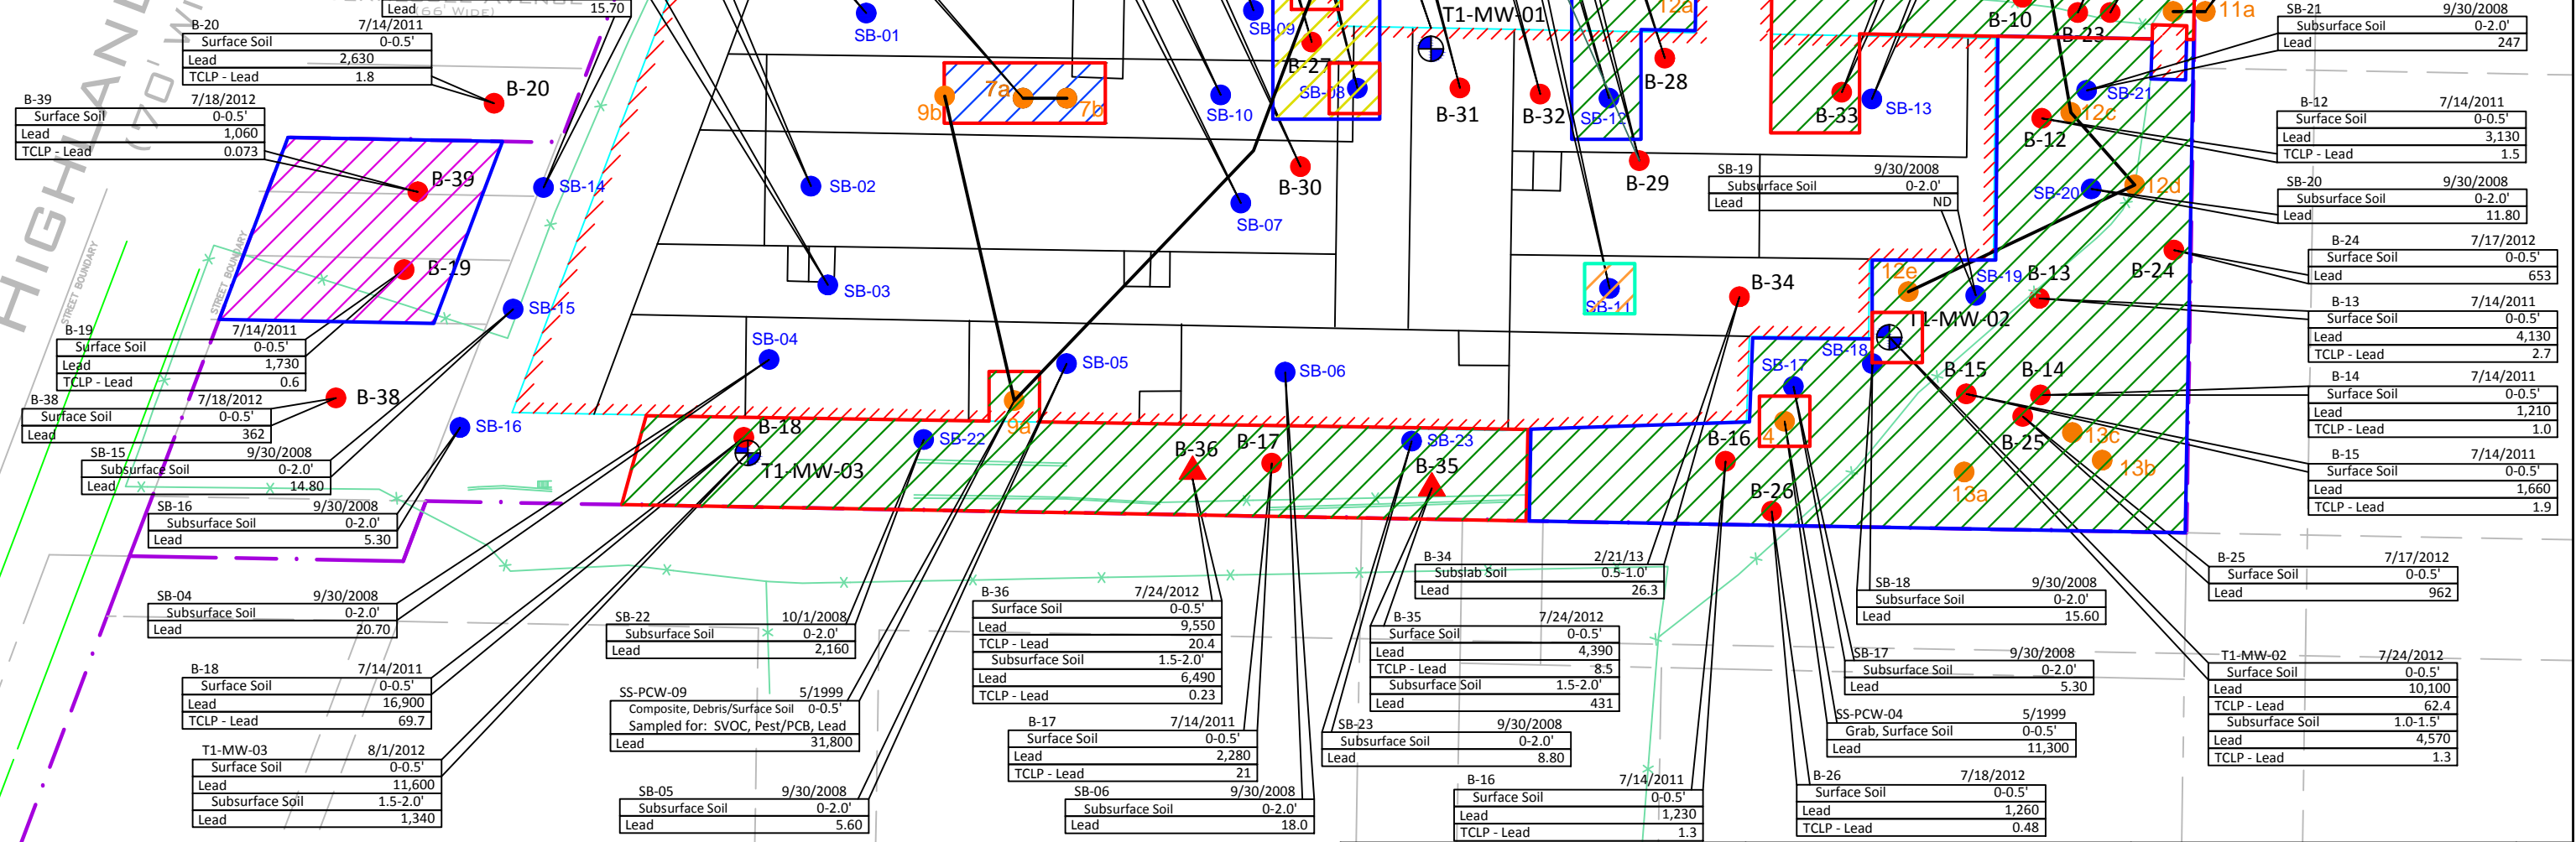 HIGHLAND
(70' W
(66' WIDE)
Lead 15.70
B-20 7/14/2011
Surface Soil 0-0.5'
Lead 2,630
TCLP - Lead 1.8
B-39 7/18/2012
Surface Soil 0-0.5'
Lead 1,060
TCLP - Lead 0.073
B-19 7/14/2011
Surface Soil 0-0.5'
Lead 1,730
TCLP - Lead 0.6
B-38 7/18/2012
Surface Soil 0-0.5'
Lead 362
SB-15 9/30/2008
Subsurface Soil 0-2.0'
Lead 14.80
SB-16 9/30/2008
Subsurface Soil 0-2.0'
Lead 5.30
SB-04 9/30/2008
Subsurface Soil 0-2.0'
Lead 20.70
B-18 7/14/2011
Surface Soil 0-0.5'
Lead 16,900
TCLP - Lead 69.7
T1-MW-03 8/1/2012
Surface Soil 0-0.5'
Lead 11,600
Subsurface Soil 1.5-2.0'
Lead 1,340
SB-22 10/1/2008
Subsurface Soil 0-2.0'
Lead 2,160
SS-PCW-09 5/1999
Composite, Debris/Surface Soil 0-0.5'
Sampled for: SVOC, Pest/PCB, Lead
Lead 31,800
SB-05 9/30/2008
Subsurface Soil 0-2.0'
Lead 5.60
B-36 7/24/2012
Surface Soil 0-0.5'
Lead 9,550
TCLP - Lead 20.4
Subsurface Soil 1.5-2.0'
Lead 6,490
TCLP - Lead 0.23
B-17 7/14/2011
Surface Soil 0-0.5'
Lead 2,280
TCLP - Lead 21
SB-06 9/30/2008
Subsurface Soil 0-2.0'
Lead 18.0
B-34 2/21/13
Subslab Soil 0.5-1.0'
Lead 26.3
B-35 7/24/2012
Surface Soil 0-0.5'
Lead 4,390
TCLP - Lead 8.5
Subsurface Soil 1.5-2.0'
Lead 431
SB-23 9/30/2008
Subsurface Soil 0-2.0'
Lead 8.80
B-16 7/14/2011
Surface Soil 0-0.5'
Lead 1,230
TCLP - Lead 1.3
SB-18 9/30/2008
Subsurface Soil 0-2.0'
Lead 15.60
SB-17 9/30/2008
Subsurface Soil 0-2.0'
Lead 5.30
SS-PCW-04 5/1999
Grab, Surface Soil 0-0.5'
Lead 11,300
B-26 7/18/2012
Surface Soil 0-0.5'
Lead 1,260
TCLP - Lead 0.48
SB-19 9/30/2008
Subsurface Soil 0-2.0'
Lead ND
SB-21 9/30/2008
Subsurface Soil 0-2.0'
Lead 247
B-12 7/14/2011
Surface Soil 0-0.5'
Lead 3,130
TCLP - Lead 1.5
SB-20 9/30/2008
Subsurface Soil 0-2.0'
Lead 11.80
B-24 7/17/2012
Surface Soil 0-0.5'
Lead 653
B-13 7/14/2011
Surface Soil 0-0.5'
Lead 4,130
TCLP - Lead 2.7
B-14 7/14/2011
Surface Soil 0-0.5'
Lead 1,210
TCLP - Lead 1.0
B-15 7/14/2011
Surface Soil 0-0.5'
Lead 1,660
TCLP - Lead 1.9
B-25 7/17/2012
Surface Soil 0-0.5'
Lead 962
T1-MW-02 7/24/2012
Surface Soil 0-0.5'
Lead 10,100
TCLP - Lead 62.4
Subsurface Soil 1.0-1.5'
Lead 4,570
TCLP - Lead 1.3
STREET BOUNDARY
STREET BOUNDARY
B-20
B-39
B-19
B-38
SB-14
SB-15
SB-16
SB-01
SB-02
SB-03
SB-04
SB-05
SB-06
SB-07
SB-10
SB-09
B-27
SB-08
9b
7a
7b
9a
B-30
T1-MW-01
B-31
B-32
12a
B-28
SB-12
B-29
SB-11
B-33
SB-13
B-10
B-23
11a
SB-21
12c
B-12
SB-20
12d
B-24
12e
SB-19
B-13
B-34
T1-MW-02
SB-18
SB-17
4
B-16
B-26
B-15
B-14
B-25
13c
13b
13a
B-18
T1-MW-03
SB-22
B-36
B-17
SB-23
B-35